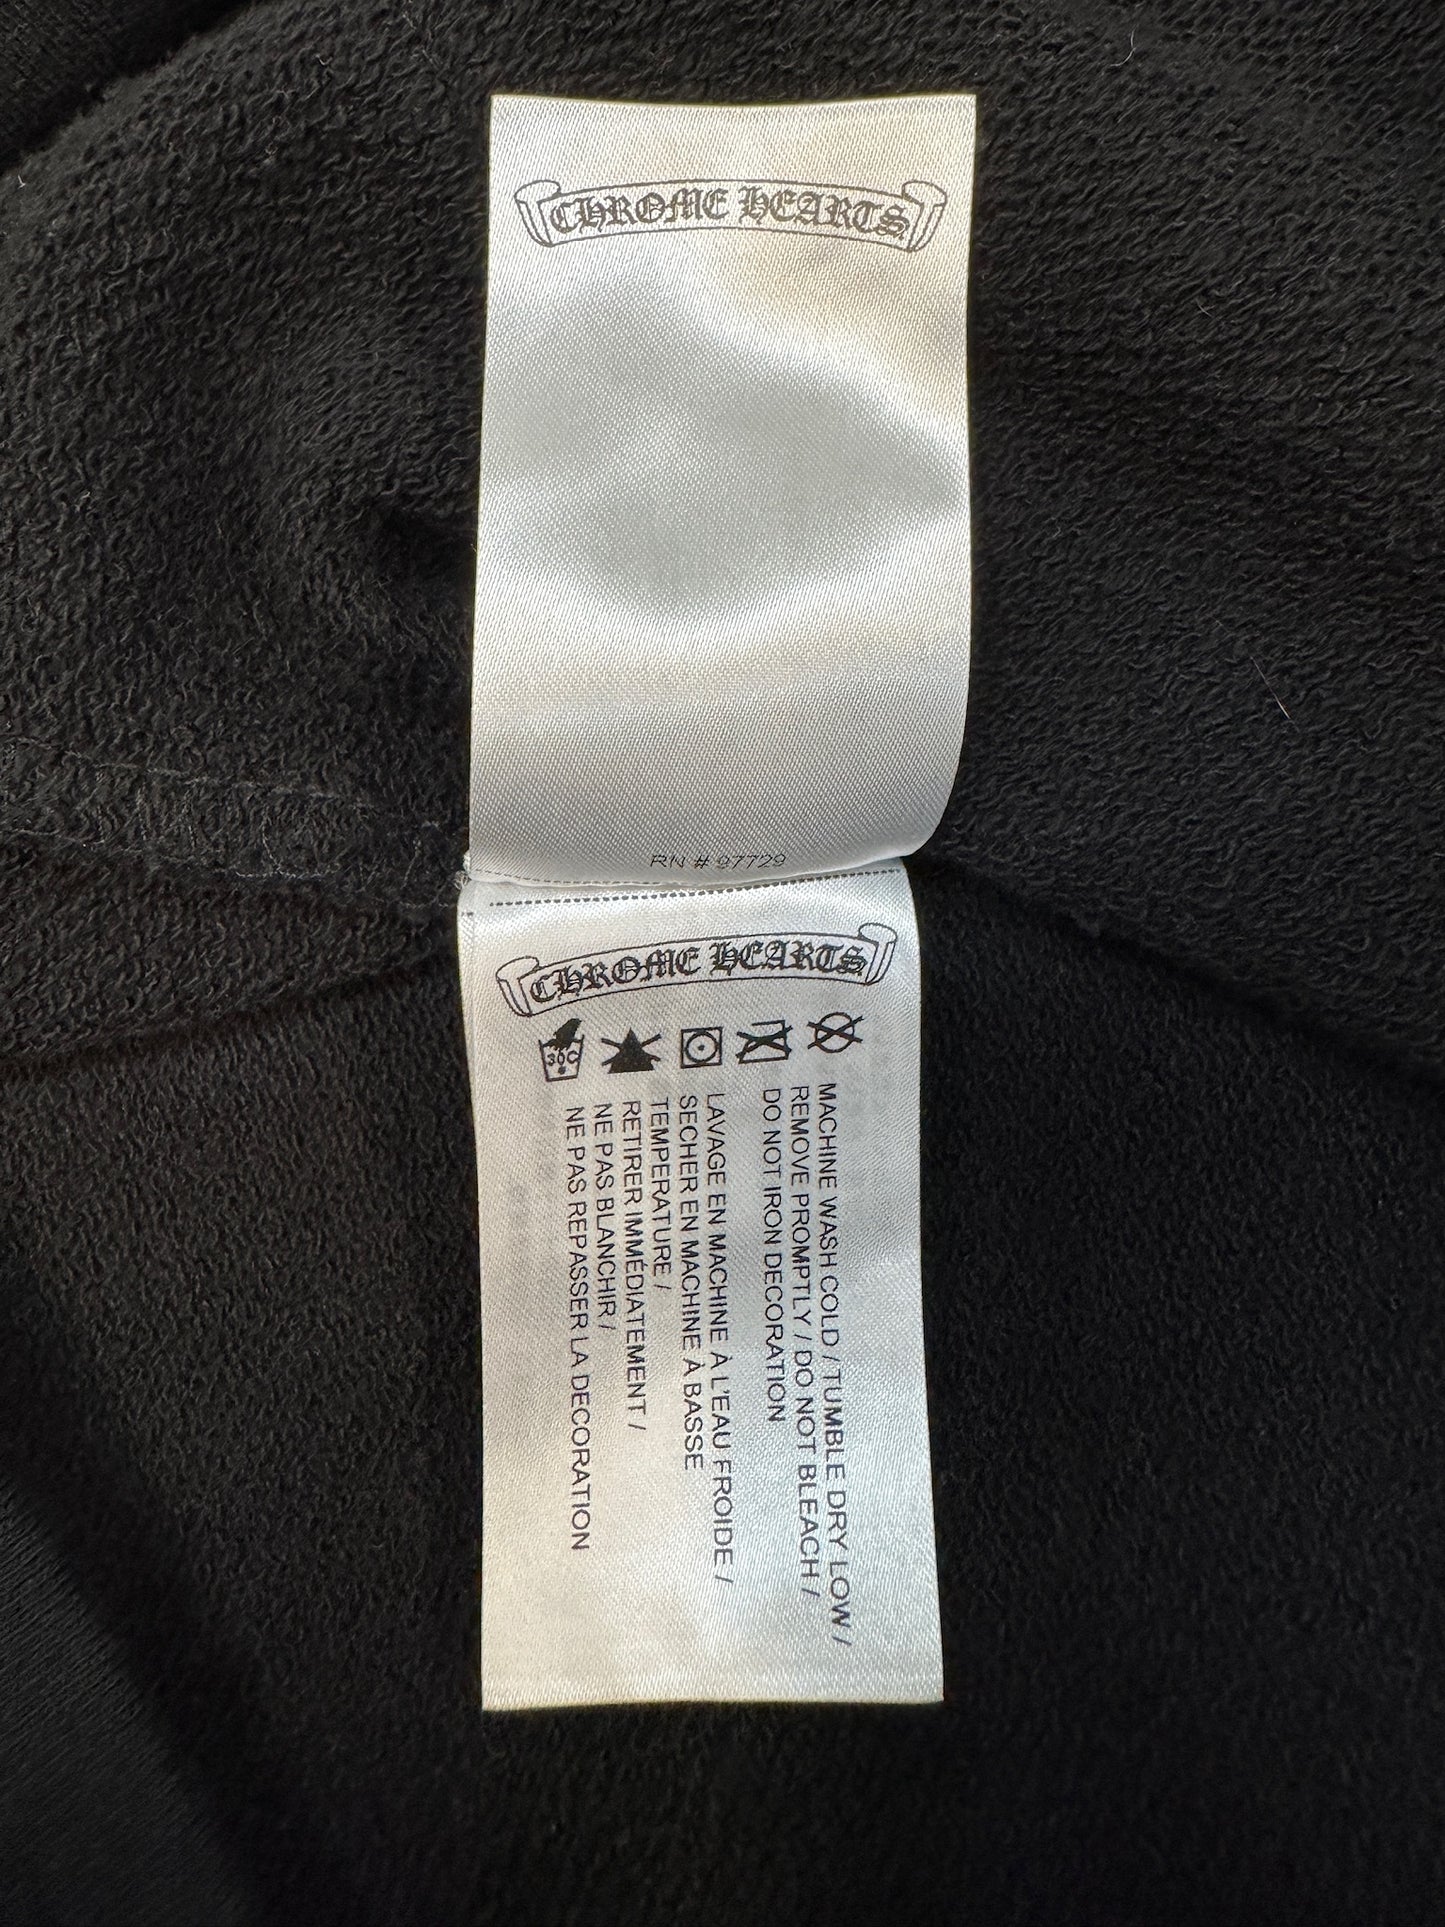 CHROME HEARTS
RN # 97729
CHROME HEARTS
30C
MACHINE WASH COLD / TUMBLE DRY LOW /
REMOVE PROMPTLY / DO NOT BLEACH /
DO NOT IRON DECORATION
LAVAGE EN MACHINE À L'EAU FROIDE /
SECHER EN MACHINE À BASSE
TEMPERATURE /
RETIRER IMMÉDIATEMENT /
NE PAS BLANCHIR /
NE PAS REPASSER LA DECORATION